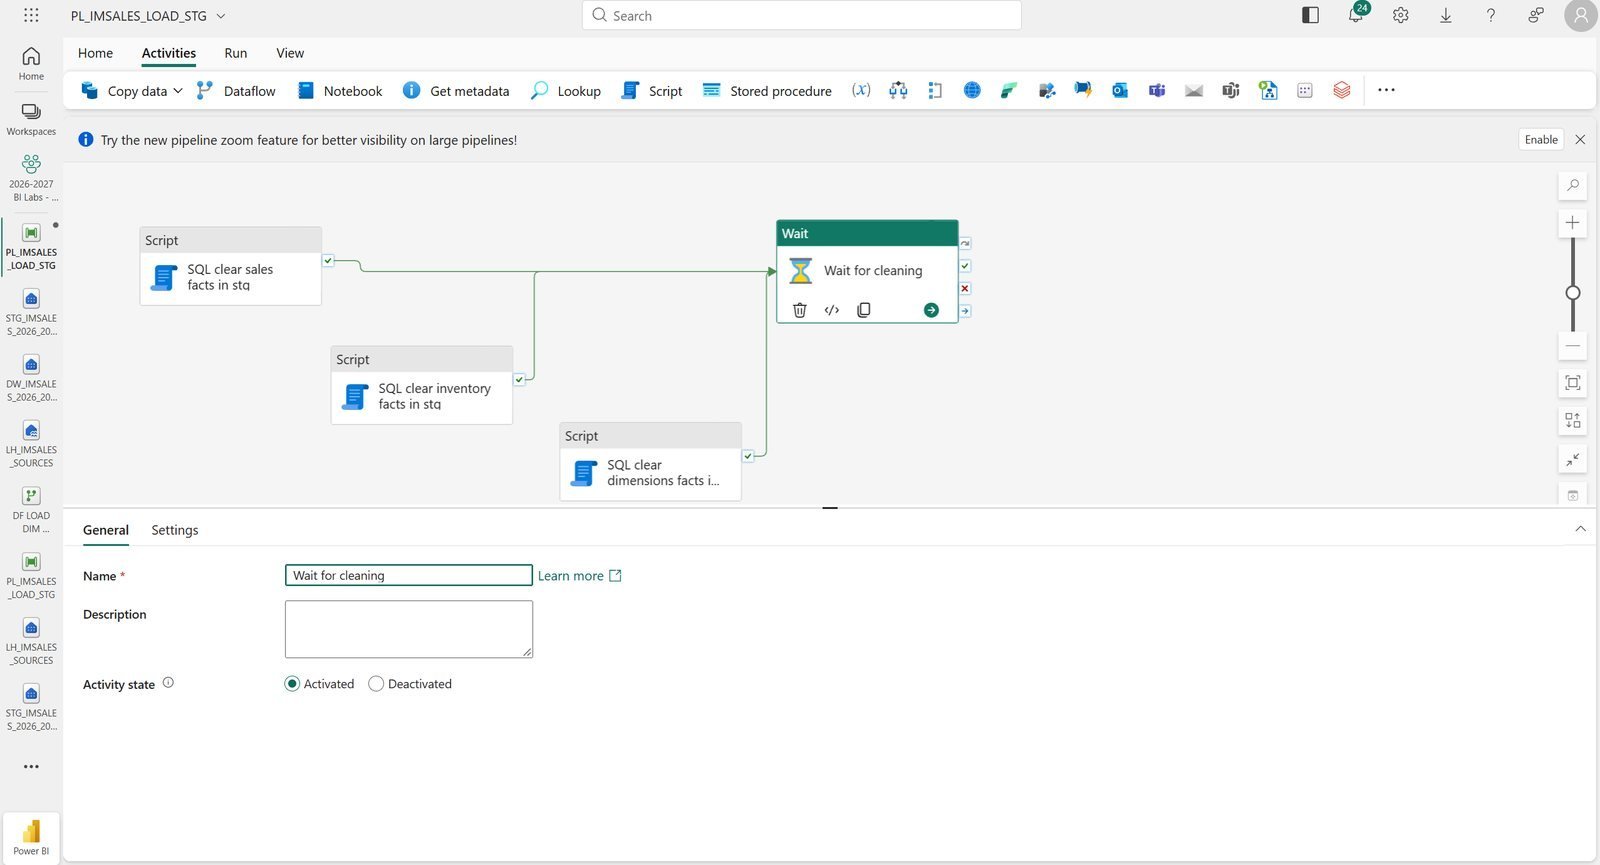 PL_IMSALES_LOAD_STG
Search
24
Home
Activities
Run
View
Copy data
Dataflow
Notebook
Get metadata
Lookup
Script
Stored procedure
(x)
Try the new pipeline zoom feature for better visibility on large pipelines!
Enable
Home
Workspaces
2026-2027
BI Labs - ...
PL_IMSALES
_LOAD_STG
STG_IMSALE
S_2026_20...
DW_IMSALE
S_2026_20...
LH_IMSALES
_SOURCES
DF LOAD
DIM ...
PL_IMSALES
_LOAD_STG
LH_IMSALES
_SOURCES
STG_IMSALE
S_2026_20...
Power BI
Script
SQL clear sales
facts in stg
Script
SQL clear inventory
facts in stg
Script
SQL clear
dimensions facts i...
Wait
Wait for cleaning
General
Settings
Name *
Wait for cleaning
Learn more
Description
Activity state
Activated
Deactivated